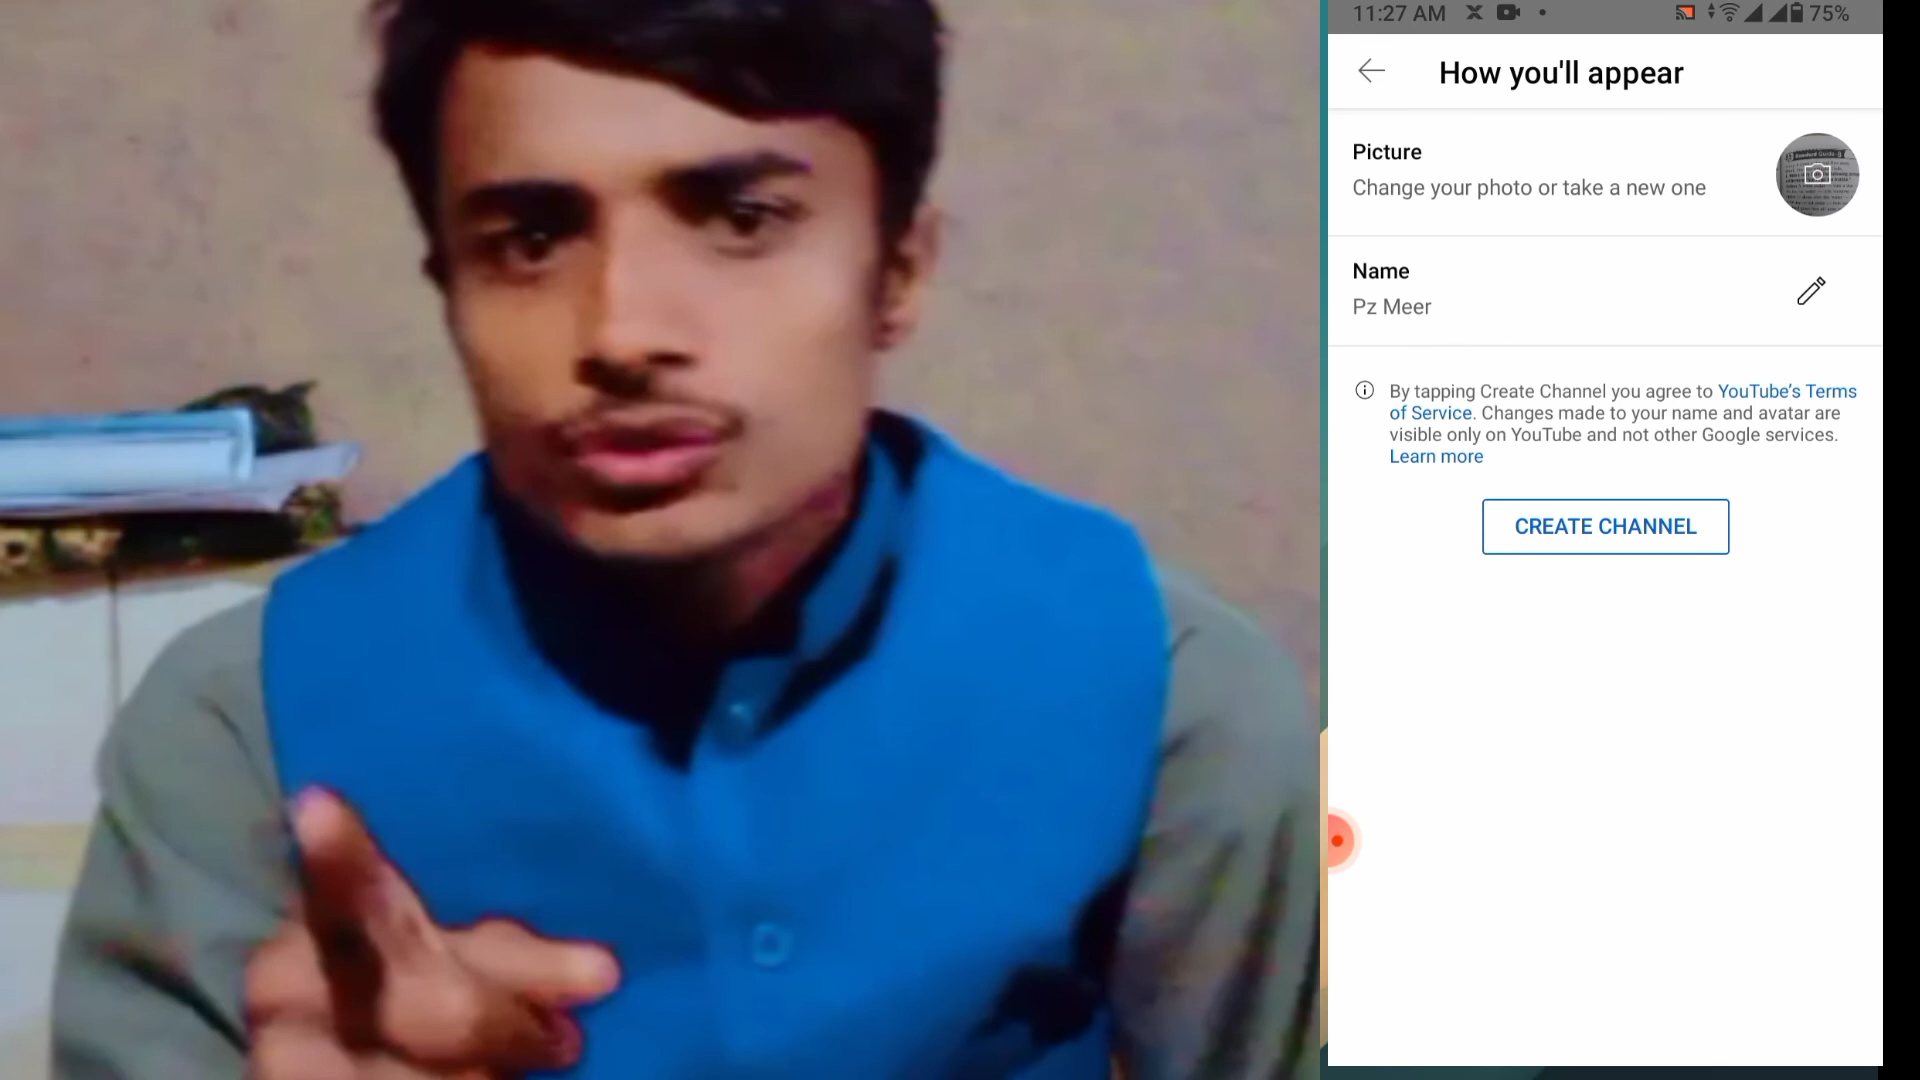 11:27 AM
75%
How you'll appear
Picture
Change your photo or take a new one
Name
Pz Meer
By tapping Create Channel you agree to YouTube's Terms
of Service. Changes made to your name and avatar are
visible only on YouTube and not other Google services.
Learn more
CREATE CHANNEL